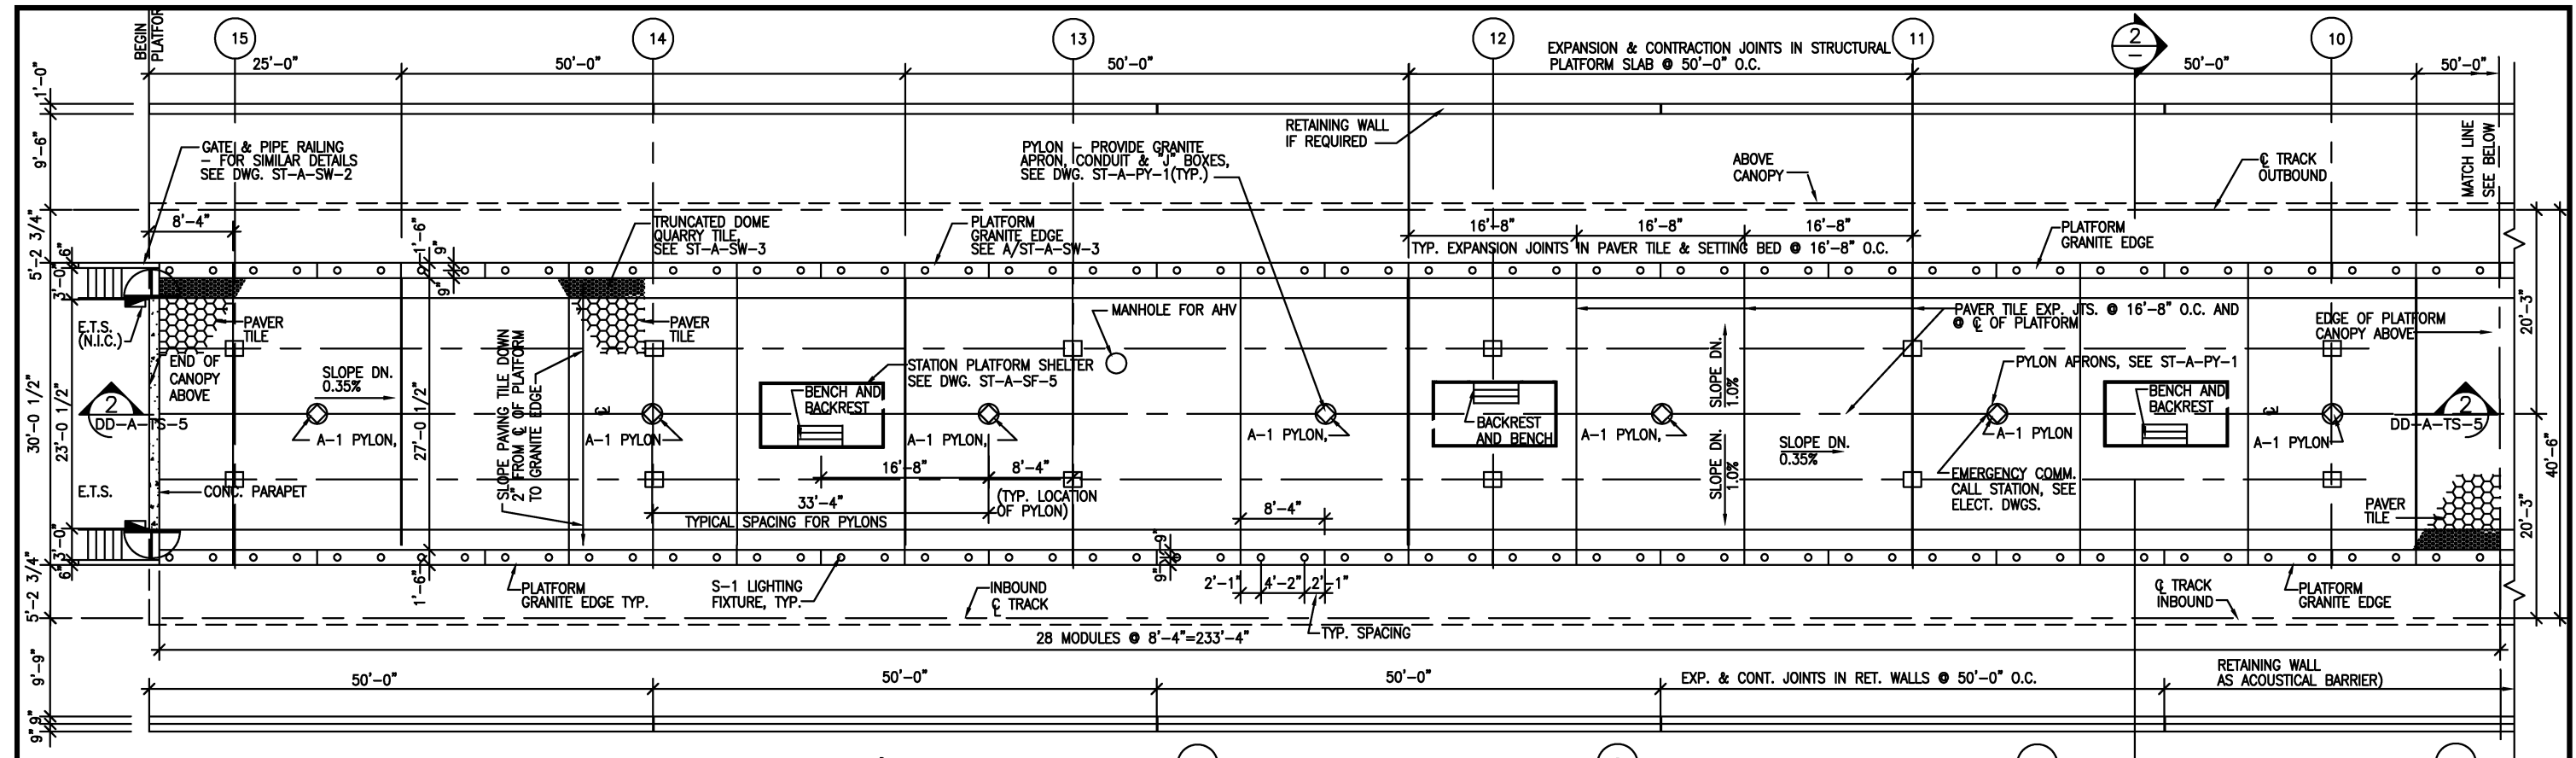 BEGIN
PLATFOR
15
14
13
12
11
2
–
10
25'-0"
50'-0"
50'-0"
EXPANSION & CONTRACTION JOINTS IN STRUCTURAL
PLATFORM SLAB @ 50'-0" O.C.
50'-0"
50'-0"
1'-0"
9'-6"
5'-2 3/4"
GATE & PIPE RAILING
– FOR SIMILAR DETAILS
SEE DWG. ST-A-SW-2
PYLON – PROVIDE GRANITE
APRON, CONDUIT & "J" BOXES,
SEE DWG. ST-A-PY-1(TYP.)
RETAINING WALL
IF REQUIRED
ABOVE
CANOPY
℄ TRACK
OUTBOUND
MATCH LINE
SEE BELOW
8'-4"
1'-6"
9"
9"
TRUNCATED DOME
QUARRY TILE,
SEE ST-A-SW-3
PLATFORM
GRANITE EDGE
SEE A/ST-A-SW-3
16'-8"
16'-8"
16'-8"
TYP. EXPANSION JOINTS IN PAVER TILE & SETTING BED @ 16'-8" O.C.
PLATFORM
GRANITE EDGE
6"
3'-0"
E.T.S.
(N.I.C.)
PAVER
TILE
END OF
CANOPY
ABOVE
SLOPE DN.
0.35%
PAVER
TILE
MANHOLE FOR AHV
STATION PLATFORM SHELTER
SEE DWG. ST-A-SF-5
BENCH AND
BACKREST
SLOPE PAVING TILE DOWN
2" FROM ℄ OF PLATFORM
TO GRANITE EDGE
PAVER TILE EXP. JTS. @ 16'-8" O.C. AND
@ ℄ OF PLATFORM
EDGE OF PLATFORM
CANOPY ABOVE
PYLON APRONS, SEE ST-A-PY-1
BENCH AND
BACKREST
SLOPE DN.
1.0%
20'-3"
30'-0 1/2"
23'-0 1/2"
27'-0 1/2"
2
DD-A-TS-5
℄
℄
2
DD-A-TS-5
A-1 PYLON,
A-1 PYLON
A-1 PYLON,
A-1 PYLON,
BACKREST
AND BENCH
A-1 PYLON,
A-1 PYLON
A-1 PYLON
SLOPE DN.
1.0%
SLOPE DN.
0.35%
40'-6"
16'-8"
8'-4"
33'-4"
(TYP. LOCATION
OF PYLON)
TYPICAL SPACING FOR PYLONS
8'-4"
EMERGENCY COMM.
CALL STATION, SEE
ELECT. DWGS.
PAVER
TILE
20'-3"
E.T.S.
CONC. PARAPET
3'-0"
6"
5'-2 3/4"
1'-6"
9"
9"
PLATFORM
GRANITE EDGE TYP.
S-1 LIGHTING
FIXTURE, TYP.
INBOUND
℄ TRACK
2'-1"
4'-2"
2'-1"
TYP. SPACING
℄ TRACK
INBOUND
PLATFORM
GRANITE EDGE
28 MODULES @ 8'-4"=233'-4"
9'-9"
50'-0"
50'-0"
50'-0"
EXP. & CONT. JOINTS IN RET. WALLS @ 50'-0" O.C.
RETAINING WALL
AS ACOUSTICAL BARRIER)
9"
9"